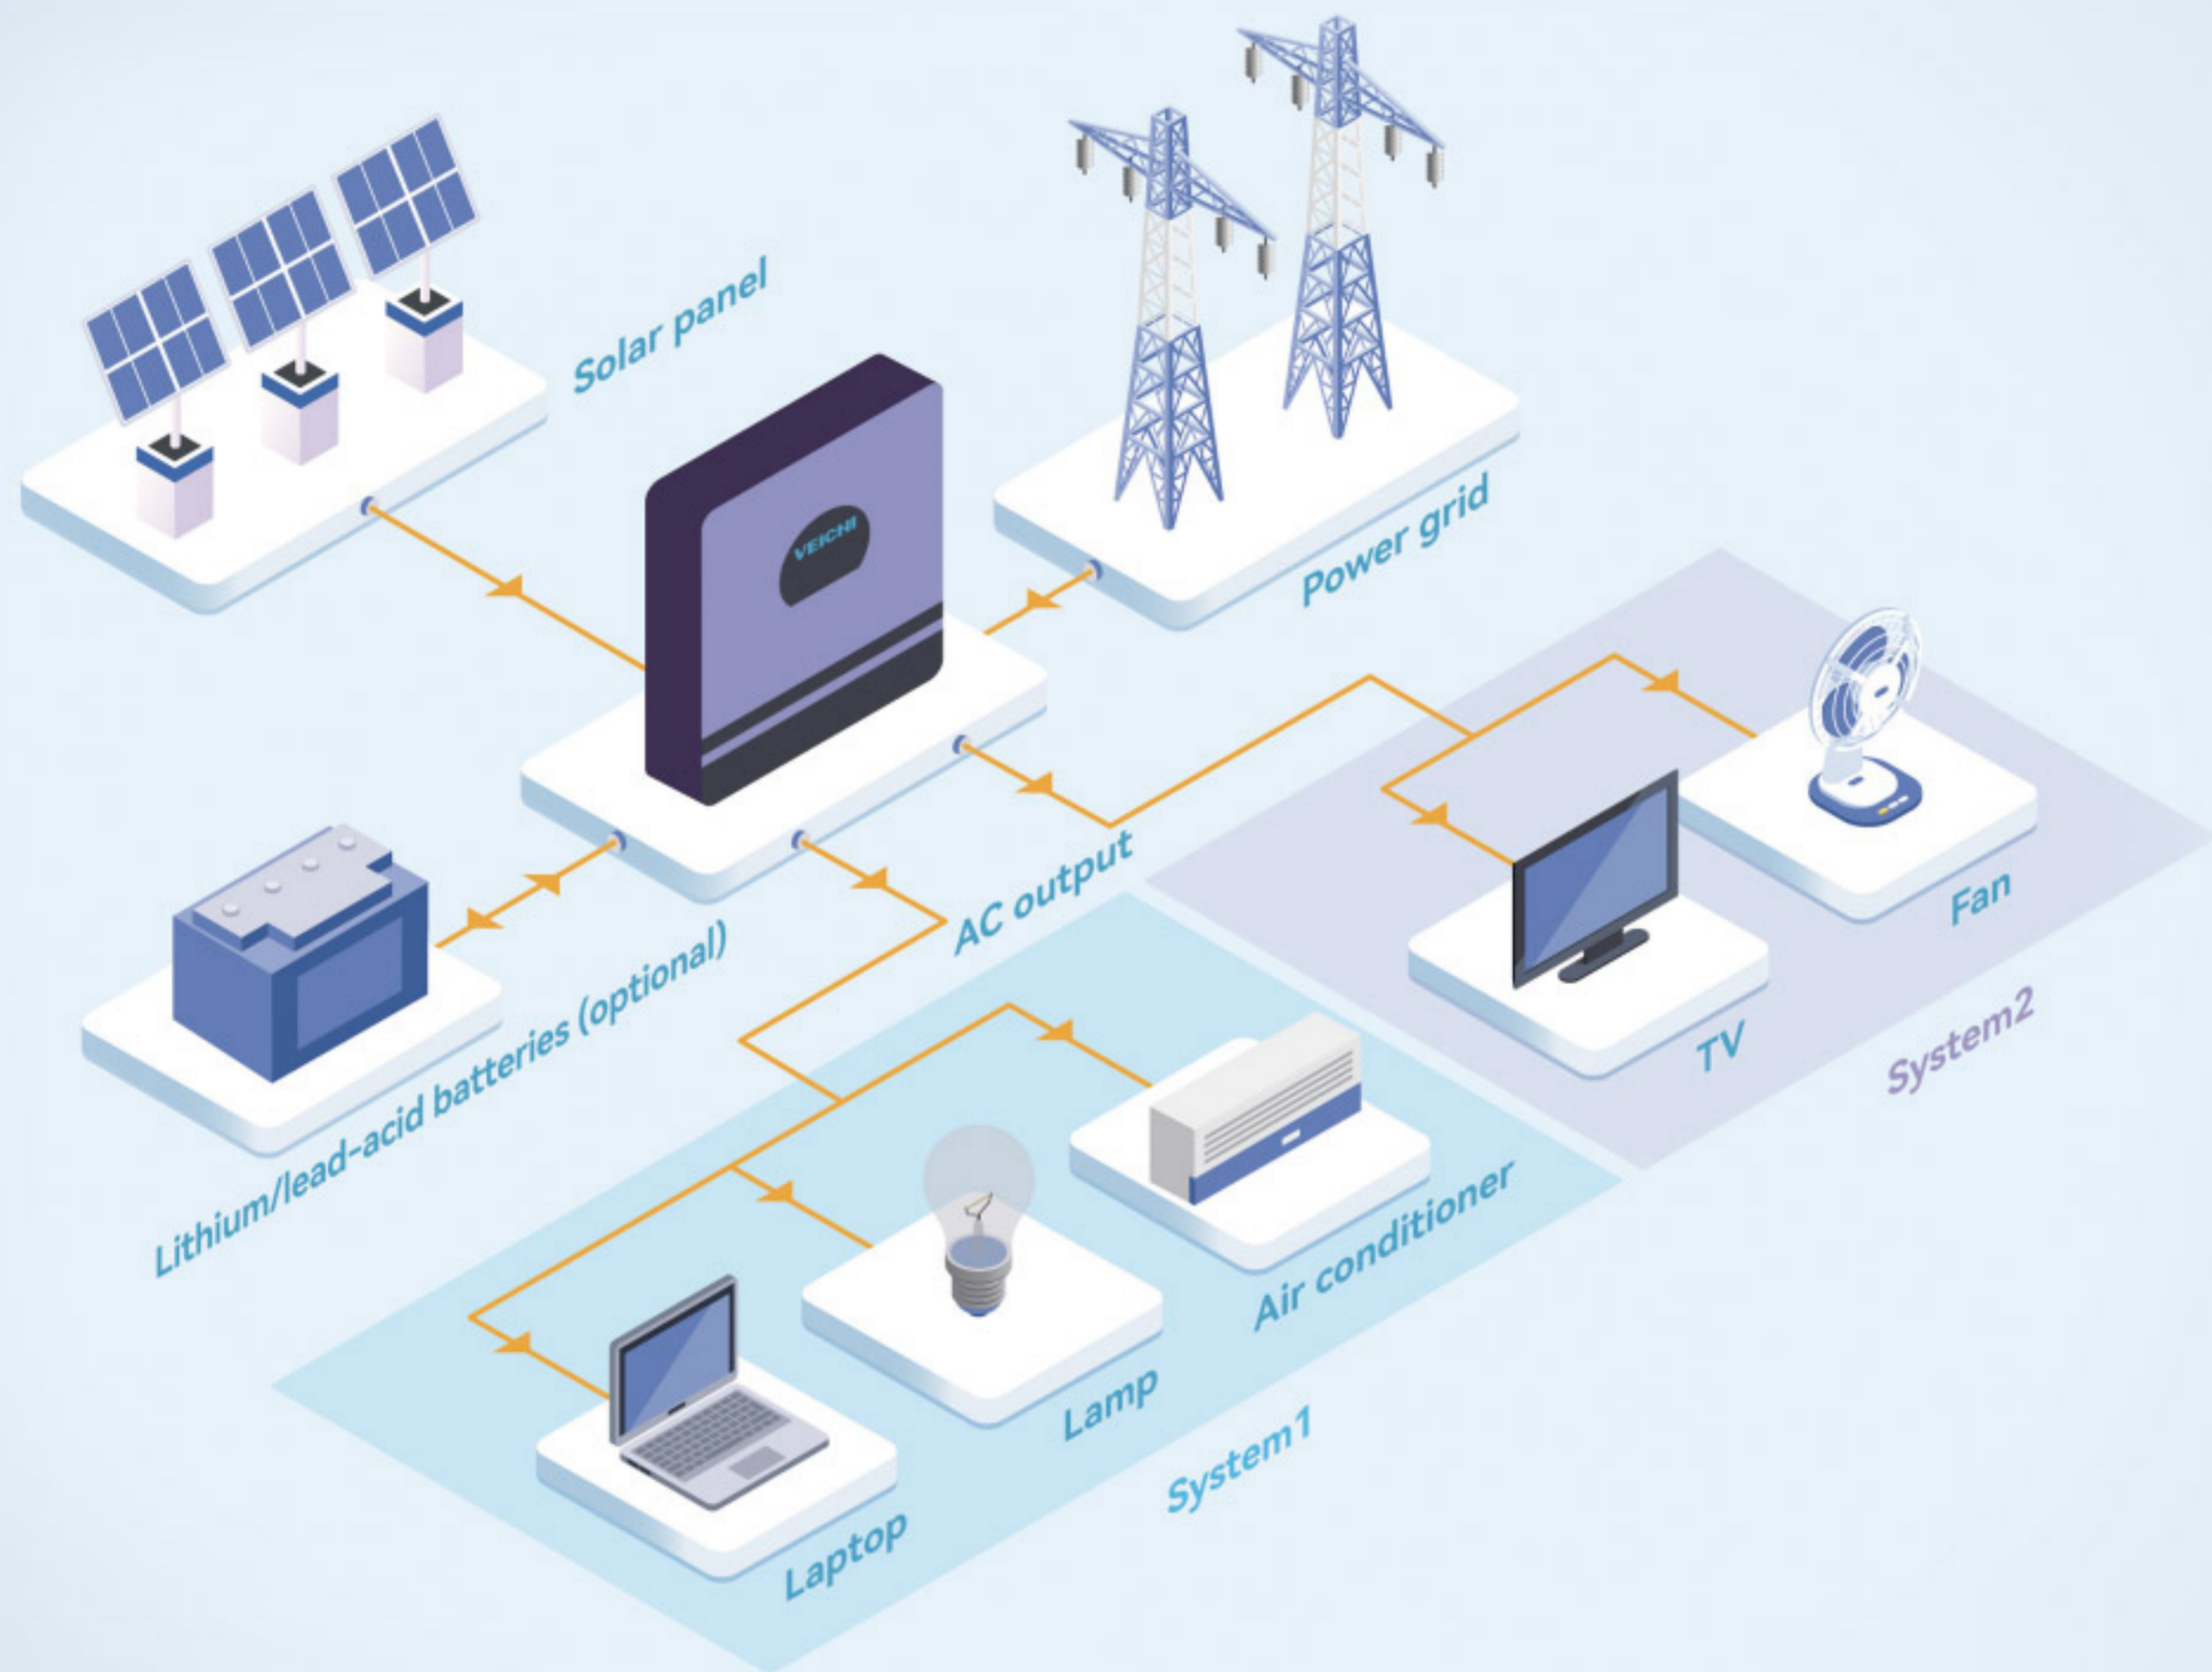 Solar panel
VEICHI
Power grid
AC output
Lithium/lead-acid batteries (optional)
Fan
TV
System2
Air conditioner
Lamp
System1
Laptop